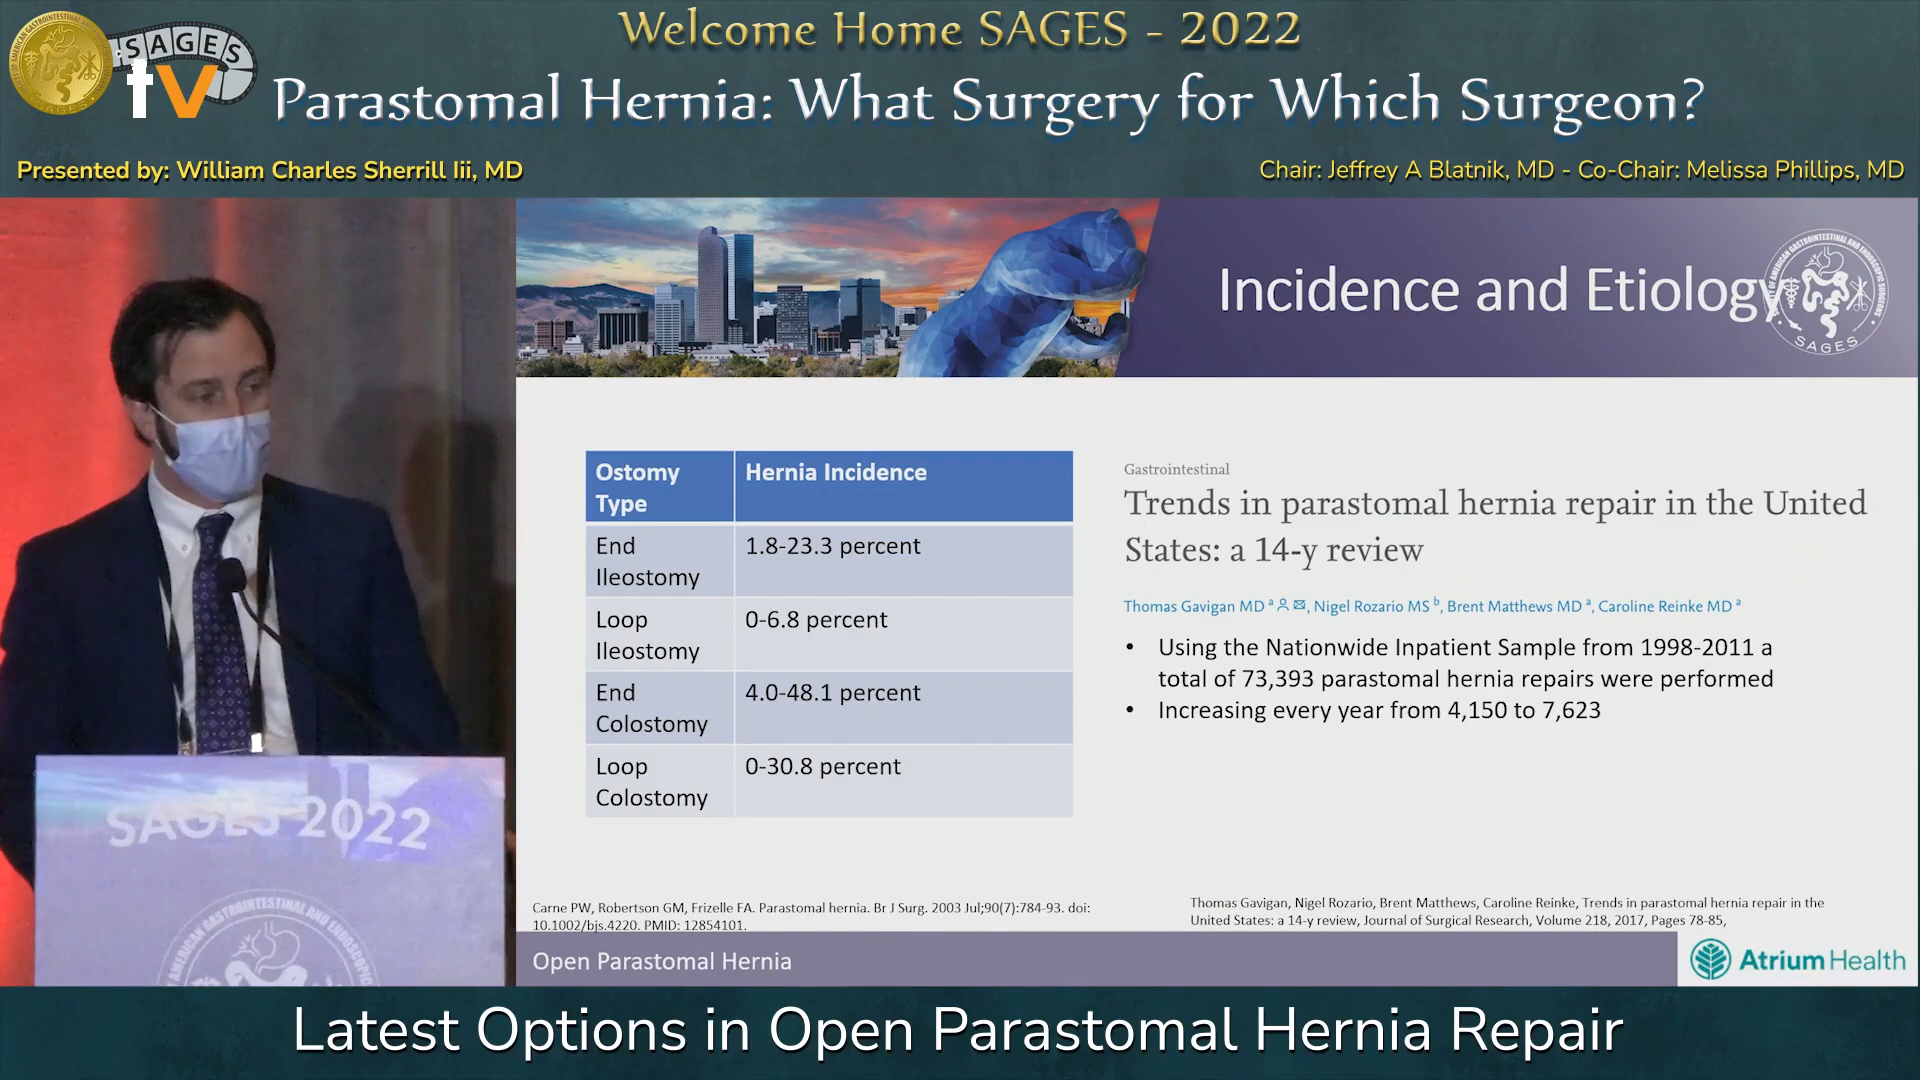 Welcome Home SAGES - 2022
SAGES
tv
Parastomal Hernia: What Surgery for Which Surgeon?
Presented by: William Charles Sherrill Iii, MD
Chair: Jeffrey A Blatnik, MD - Co-Chair: Melissa Phillips, MD
Incidence and Etiology
SAGES
Ostomy
Type
Hernia Incidence
End
Ileostomy
1.8-23.3 percent
Loop
Ileostomy
0-6.8 percent
End
Colostomy
4.0-48.1 percent
Loop
Colostomy
0-30.8 percent
Gastrointestinal
Trends in parastomal hernia repair in the United
States: a 14-y review
Thomas Gavigan MD a, Nigel Rozario MS b, Brent Matthews MD a, Caroline Reinke MD a
• Using the Nationwide Inpatient Sample from 1998-2011 a
total of 73,393 parastomal hernia repairs were performed
• Increasing every year from 4,150 to 7,623
Carne PW, Robertson GM, Frizelle FA. Parastomal hernia. Br J Surg. 2003 Jul;90(7):784-93. doi:
10.1002/bjs.4220. PMID: 12854101.
Thomas Gavigan, Nigel Rozario, Brent Matthews, Caroline Reinke, Trends in parastomal hernia repair in the
United States: a 14-y review, Journal of Surgical Research, Volume 218, 2017, Pages 78-85,
Open Parastomal Hernia
Atrium Health
SAGES 2022
Latest Options in Open Parastomal Hernia Repair